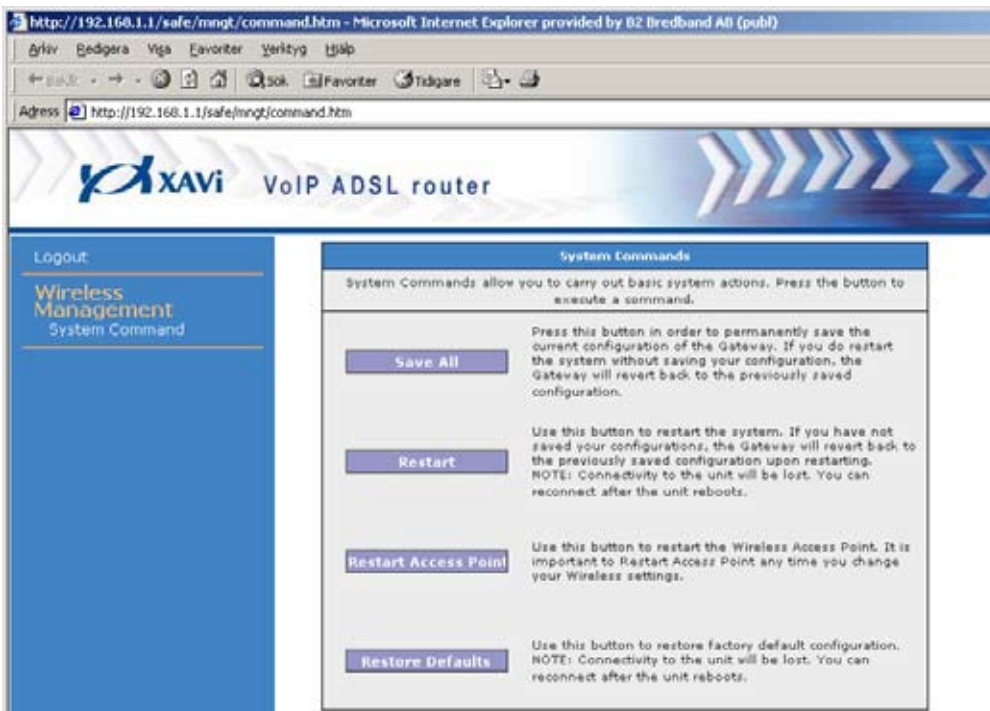 http://192.168.1.1/safe/mngt/command.htm - Microsoft Internet Explorer provided by B2 Bredband AB (publ)
Arkiv Redigera Visa Favoriter Verktyg Hjälp
Bakåt Sök Favoriter Tidigare
Adress http://192.168.1.1/safe/mngt/command.htm
XAVi VoIP ADSL router
Logout
Wireless
Management
System Command
System Commands
System Commands allow you to carry out basic system actions. Press the button to
execute a command.
Save All
Press this button in order to permanently save the
current configuration of the Gateway. If you do restart
the system without saving your configuration, the
Gateway will revert back to the previously saved
configuration.
Restart
Use this button to restart the system. If you have not
saved your configurations, the Gateway will revert back to
the previously saved configuration upon restarting.
NOTE: Connectivity to the unit will be lost. You can
reconnect after the unit reboots.
Restart Access Point
Use this button to restart the Wireless Access Point. It is
important to Restart Access Point any time you change
your Wireless settings.
Restore Defaults
Use this button to restore factory default configuration.
NOTE: Connectivity to the unit will be lost. You can
reconnect after the unit reboots.